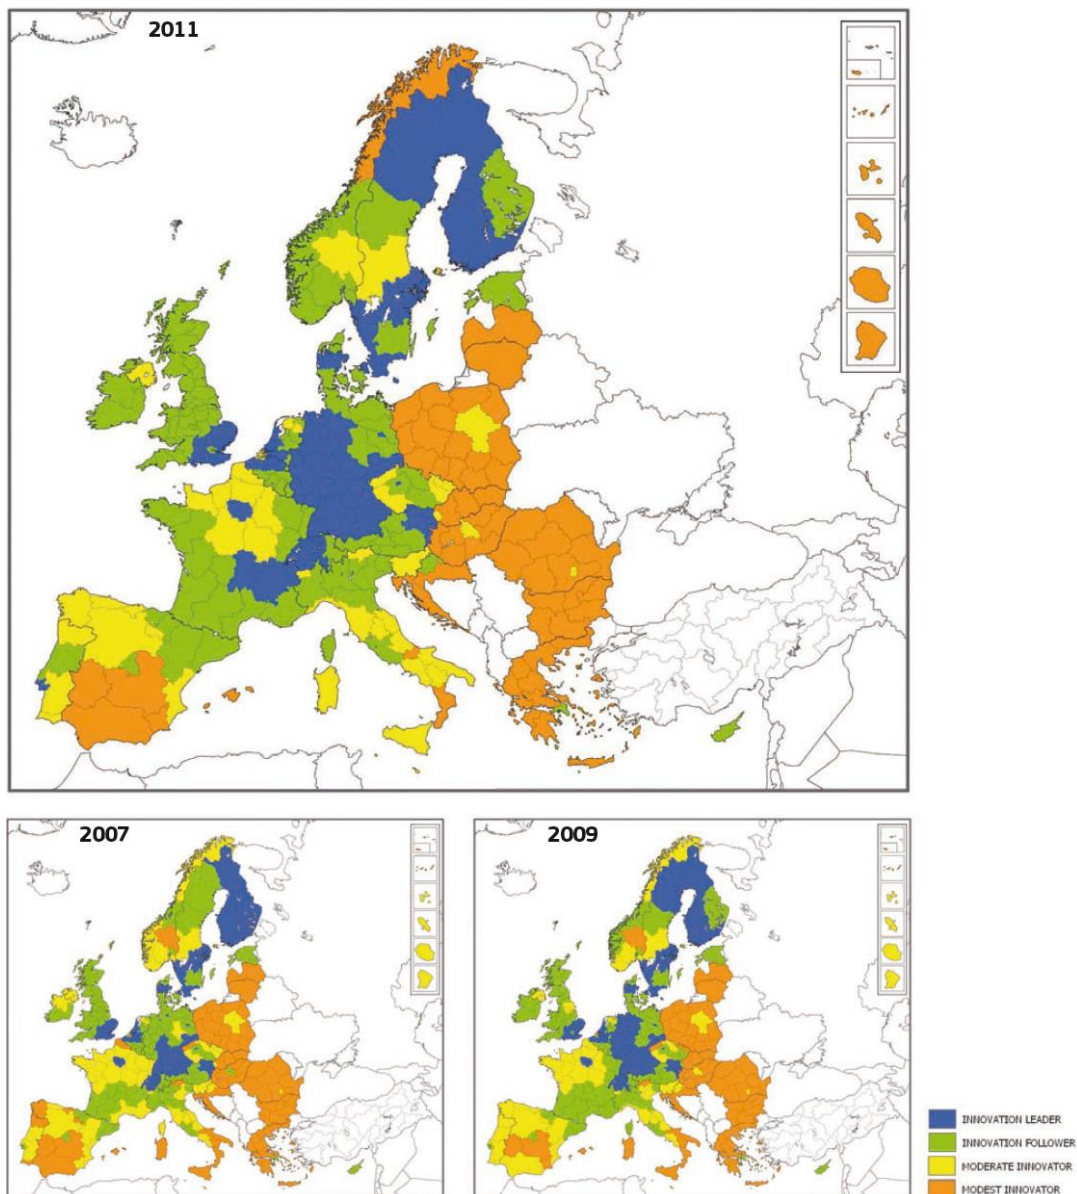 2011
2007
2009
INNOVATION LEADER
INNOVATION FOLLOWER
MODERATE INNOVATOR
MODEST INNOVATOR